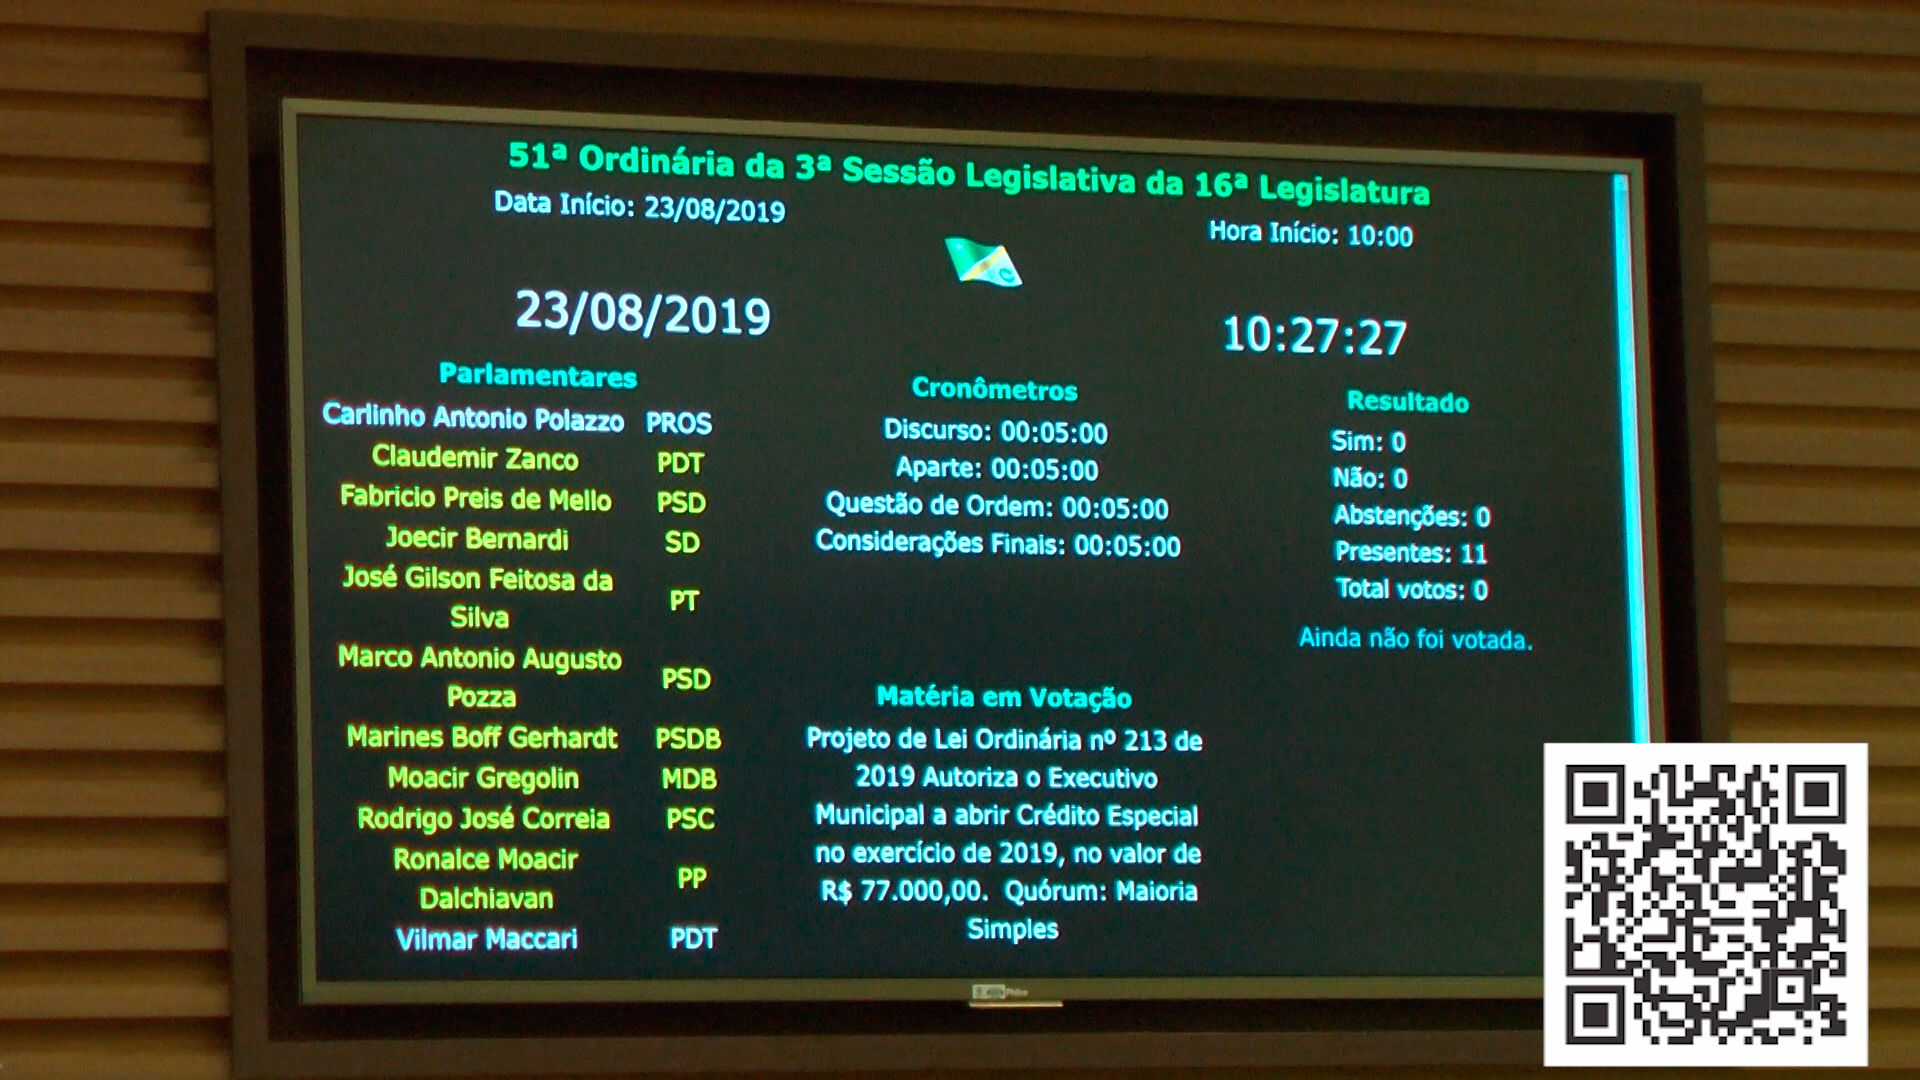 51ª Ordinária da 3ª Sessão Legislativa da 16ª Legislatura
Data Início: 23/08/2019
Hora Início: 10:00
23/08/2019
10:27:27
Parlamentares
Carlinho Antonio Polazzo PROS
Claudemir Zanco PDT
Fabricio Preis de Mello PSD
Joecir Bernardi SD
José Gilson Feitosa da
Silva PT
Marco Antonio Augusto
Pozza PSD
Marines Boff Gerhardt PSDB
Moacir Gregolin MDB
Rodrigo José Correia PSC
Ronalce Moacir
Dalchiavan PP
Vilmar Maccari PDT
Cronômetros
Discurso: 00:05:00
Aparte: 00:05:00
Questão de Ordem: 00:05:00
Considerações Finais: 00:05:00
Matéria em Votação
Projeto de Lei Ordinária nº 213 de
2019 Autoriza o Executivo
Municipal a abrir Crédito Especial
no exercício de 2019, no valor de
R$ 77.000,00. Quórum: Maioria
Simples
Resultado
Sim: 0
Não: 0
Abstenções: 0
Presentes: 11
Total votos: 0
Ainda não foi votada.
Philco